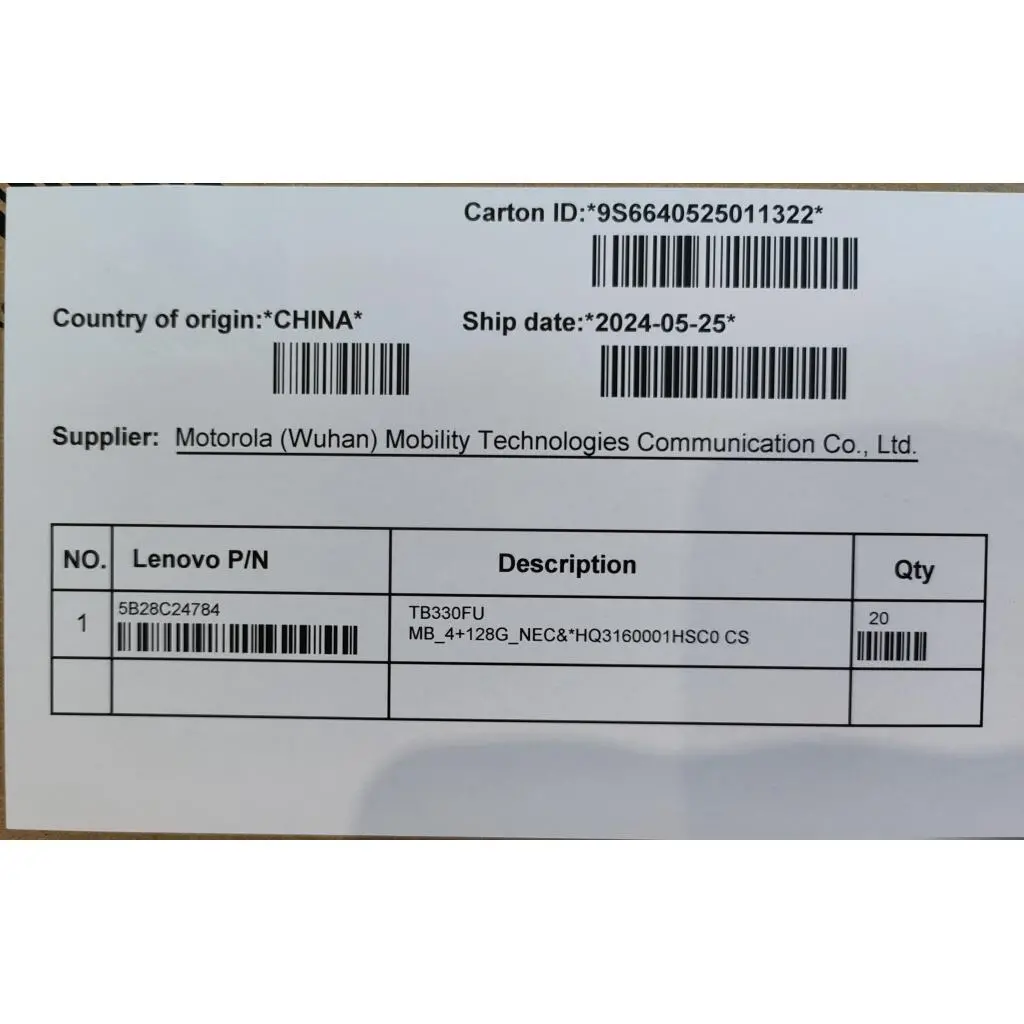 Carton ID:*9S6640525011322*
Country of origin:*CHINA*
Ship date:*2024-05-25*
Supplier: Motorola (Wuhan) Mobility Technologies Communication Co., Ltd.
NO. Lenovo P/N Description Qty
1 5B28C24784 TB330FU 20
MB_4+128G_NEC&*HQ3160001HSC0 CS